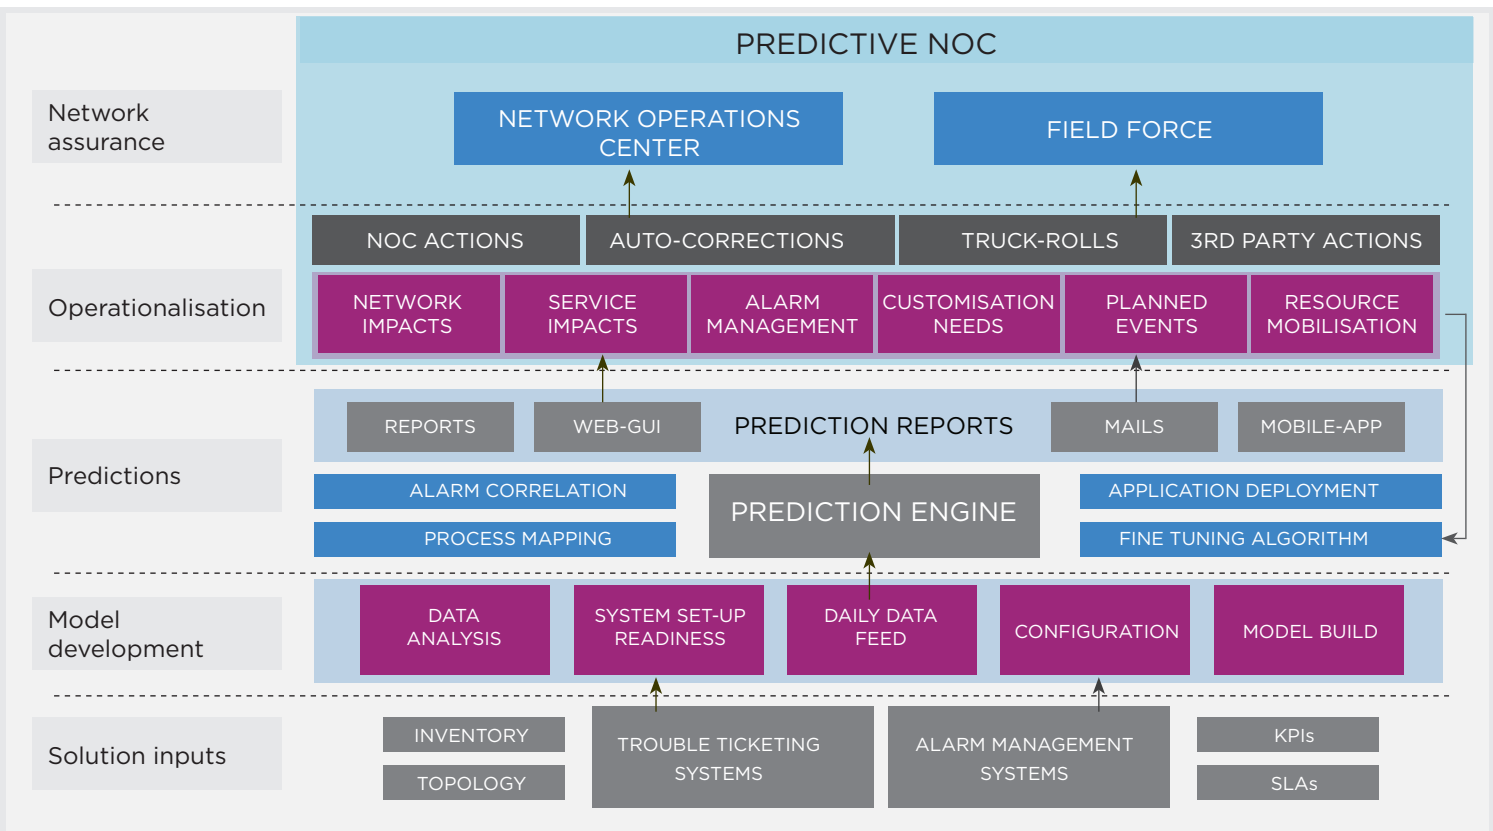 PREDICTIVE NOC
Network
assurance
NETWORK OPERATIONS
CENTER
FIELD FORCE
NOC ACTIONS
AUTO-CORRECTIONS
TRUCK-ROLLS
3RD PARTY ACTIONS
Operationalisation
NETWORK
IMPACTS
SERVICE
IMPACTS
ALARM
MANAGEMENT
CUSTOMISATION
NEEDS
PLANNED
EVENTS
RESOURCE
MOBILISATION
Predictions
REPORTS
WEB-GUI
PREDICTION REPORTS
MAILS
MOBILE-APP
ALARM CORRELATION
PROCESS MAPPING
PREDICTION ENGINE
APPLICATION DEPLOYMENT
FINE TUNING ALGORITHM
Model
development
DATA
ANALYSIS
SYSTEM SET-UP
READINESS
DAILY DATA
FEED
CONFIGURATION
MODEL BUILD
Solution inputs
INVENTORY
TOPOLOGY
TROUBLE TICKETING
SYSTEMS
ALARM MANAGEMENT
SYSTEMS
KPIs
SLAs